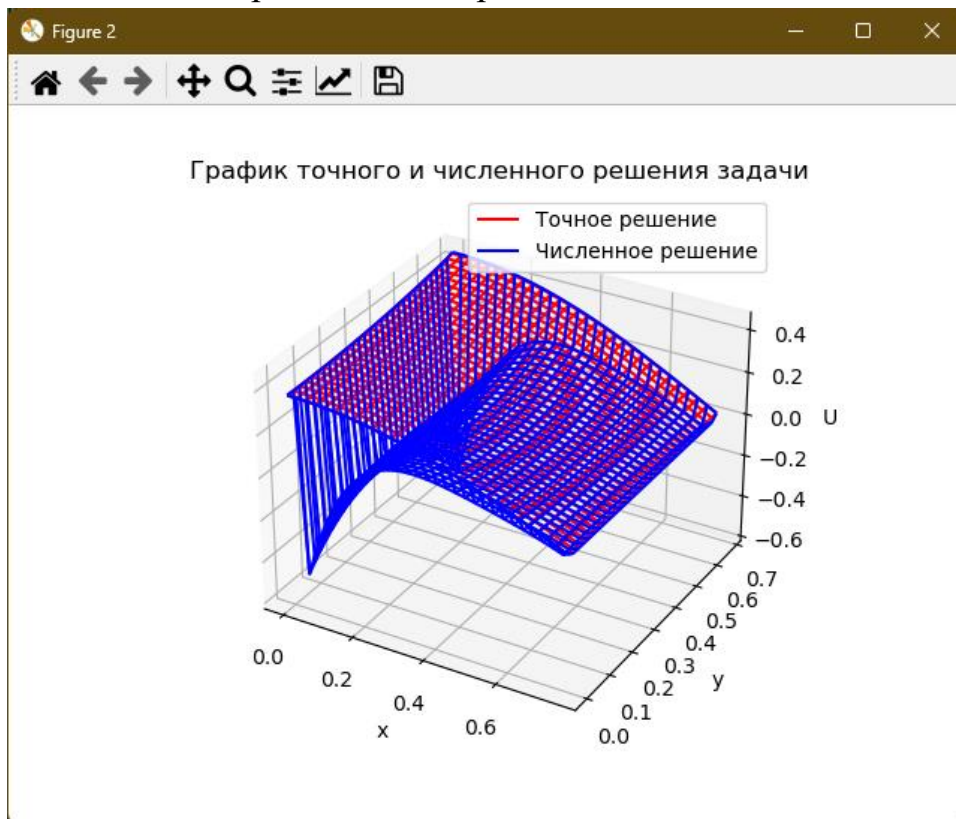 Figure 2
График точного и численного решения задачи
Точное решение
Численное решение
0.4
0.2
0.0 U
−0.2
−0.4
−0.6
0.7
0.6
0.5
0.4
0.3
0.2
0.1
0.0
y
0.0
0.2
0.4
0.6
x